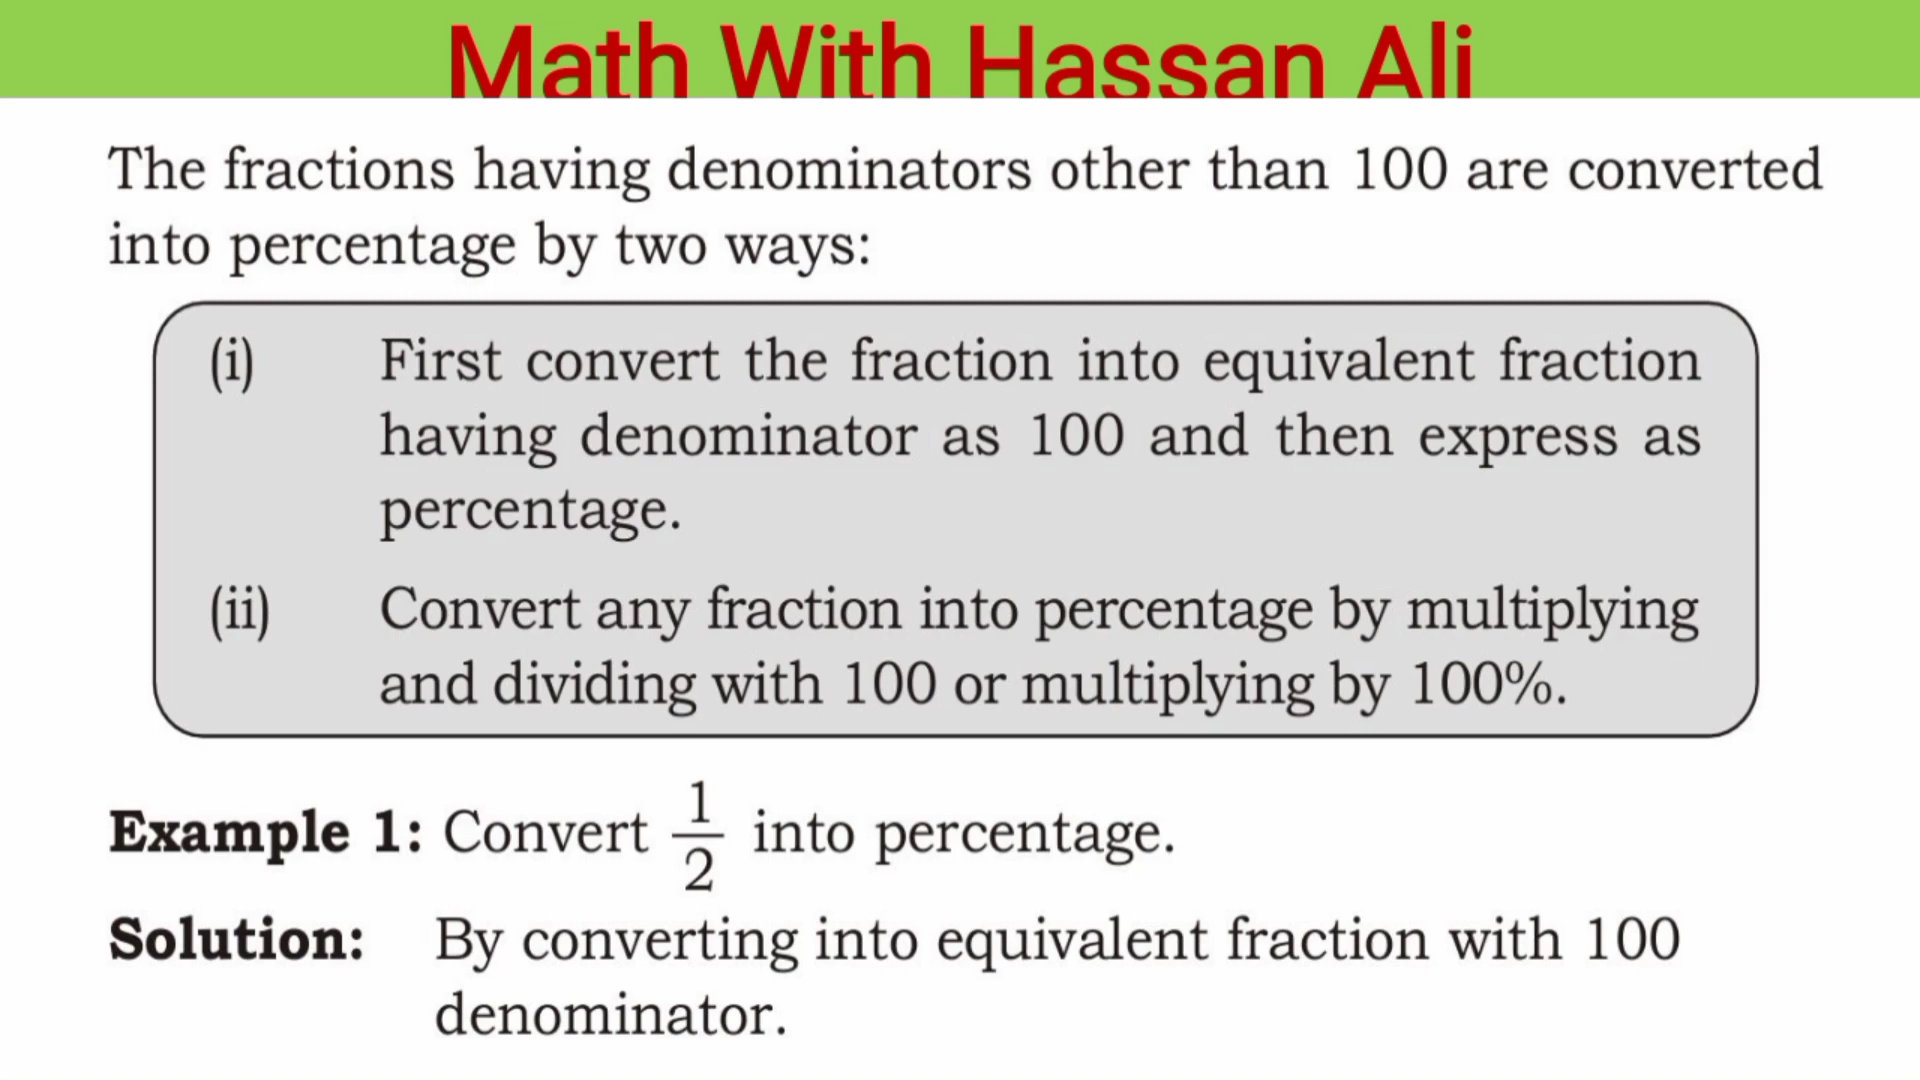 Math With Hassan Ali
The fractions having denominators other than 100 are converted
into percentage by two ways:
(i) First convert the fraction into equivalent fraction
having denominator as 100 and then express as
percentage.
(ii) Convert any fraction into percentage by multiplying
and dividing with 100 or multiplying by 100%.
Example 1: Convert 1/2 into percentage.
Solution: By converting into equivalent fraction with 100
denominator.